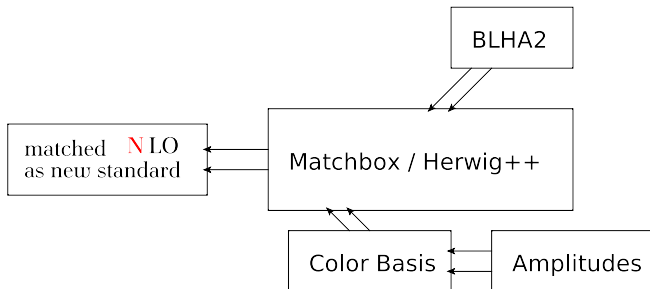 BLHA2
matched NLO
as new standard
Matchbox / Herwig++
Color Basis
Amplitudes